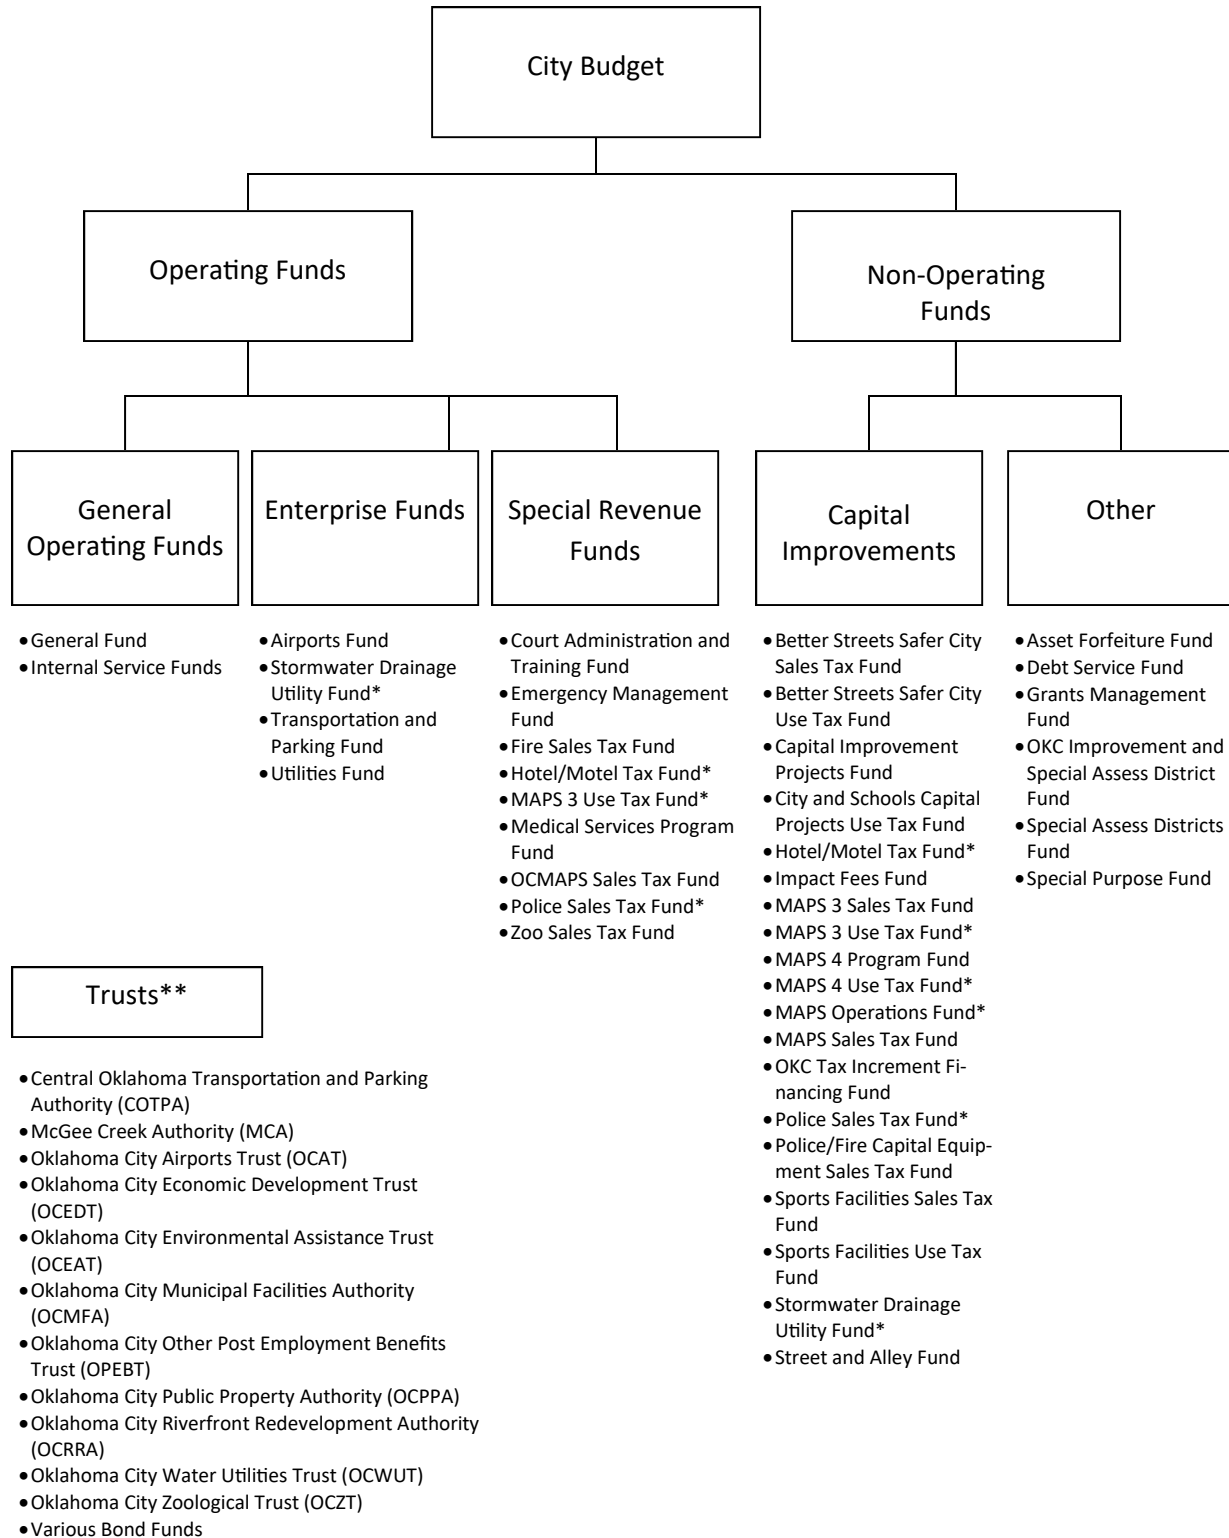 City Budget
Operating Funds
Non-Operating
Funds
General
Operating Funds
Enterprise Funds
Special Revenue
Funds
Capital
Improvements
Other
•General Fund
•Internal Service Funds
•Airports Fund
•Stormwater Drainage
Utility Fund*
•Transportation and
Parking Fund
•Utilities Fund
•Court Administration and
Training Fund
•Emergency Management
Fund
•Fire Sales Tax Fund
•Hotel/Motel Tax Fund*
•MAPS 3 Use Tax Fund*
•Medical Services Program
Fund
•OCMAPS Sales Tax Fund
•Police Sales Tax Fund*
•Zoo Sales Tax Fund
•Better Streets Safer City
Sales Tax Fund
•Better Streets Safer City
Use Tax Fund
•Capital Improvement
Projects Fund
•City and Schools Capital
Projects Use Tax Fund
•Hotel/Motel Tax Fund*
•Impact Fees Fund
•MAPS 3 Sales Tax Fund
•MAPS 3 Use Tax Fund*
•MAPS 4 Program Fund
•MAPS 4 Use Tax Fund*
•MAPS Operations Fund*
•MAPS Sales Tax Fund
•OKC Tax Increment Fi-
nancing Fund
•Police Sales Tax Fund*
•Police/Fire Capital Equip-
ment Sales Tax Fund
•Sports Facilities Sales Tax
Fund
•Sports Facilities Use Tax
Fund
•Stormwater Drainage
Utility Fund*
•Street and Alley Fund
•Asset Forfeiture Fund
•Debt Service Fund
•Grants Management
Fund
•OKC Improvement and
Special Assess District
Fund
•Special Assess Districts
Fund
•Special Purpose Fund
Trusts**
•Central Oklahoma Transportation and Parking
Authority (COTPA)
•McGee Creek Authority (MCA)
•Oklahoma City Airports Trust (OCAT)
•Oklahoma City Economic Development Trust
(OCEDT)
•Oklahoma City Environmental Assistance Trust
(OCEAT)
•Oklahoma City Municipal Facilities Authority
(OCMFA)
•Oklahoma City Other Post Employment Benefits
Trust (OPEBT)
•Oklahoma City Public Property Authority (OCPPA)
•Oklahoma City Riverfront Redevelopment Authority
(OCRRA)
•Oklahoma City Water Utilities Trust (OCWUT)
•Oklahoma City Zoological Trust (OCZT)
•Various Bond Funds